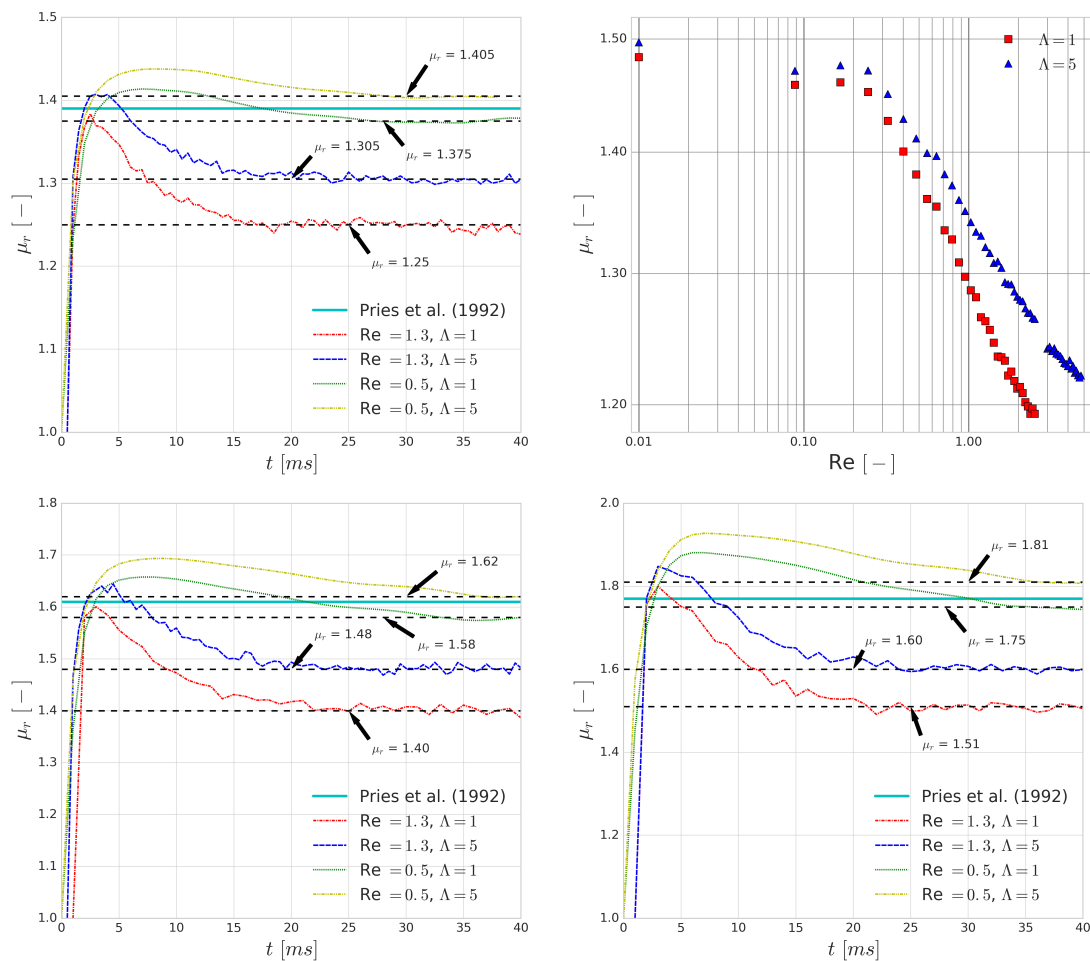 1.5
1.4
1.3
1.2
1.1
1.0
μr [−]
μr = 1.405
μr = 1.375
μr = 1.305
μr = 1.25
Pries et al. (1992)
Re =1.3, Λ=1
Re =1.3, Λ=5
Re =0.5, Λ=1
Re =0.5, Λ=5
0 5 10 15 20 25 30 35 40
t [ms]
1.50
1.40
1.30
1.20
μr [−]
Λ=1
Λ=5
0.01 0.10 1.00
Re [−]
1.8
1.7
1.6
1.5
1.4
1.3
1.2
1.1
1.0
μr [−]
μr = 1.62
μr = 1.58
μr = 1.48
μr = 1.40
Pries et al. (1992)
Re =1.3, Λ=1
Re =1.3, Λ=5
Re =0.5, Λ=1
Re =0.5, Λ=5
0 5 10 15 20 25 30 35 40
t [ms]
2.0
1.8
1.6
1.4
1.2
1.0
μr [−]
μr = 1.81
μr = 1.75
μr = 1.60
μr = 1.51
Pries et al. (1992)
Re =1.3, Λ=1
Re =1.3, Λ=5
Re =0.5, Λ=1
Re =0.5, Λ=5
0 5 10 15 20 25 30 35 40
t [ms]